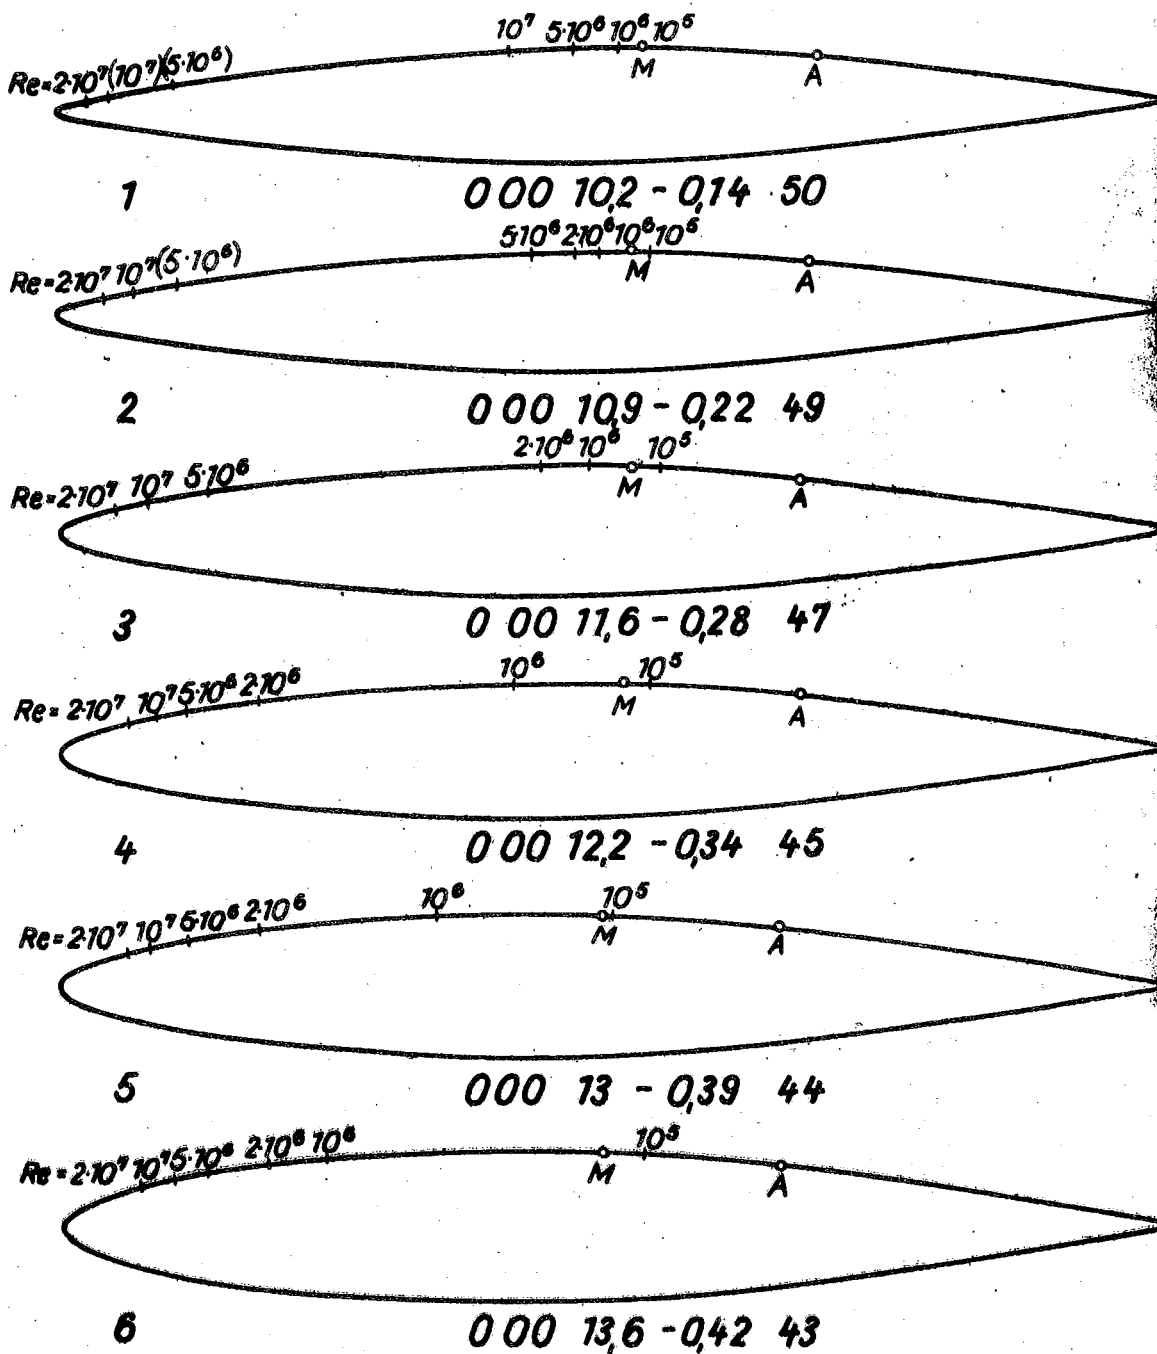 10⁷ 5·10⁶ 10⁶ 10⁵
Re=2·10⁷(10⁷)(5·10⁶)
M A
1 0 00 10,2 - 0,14 50
5·10⁶ 2·10⁶ 10⁶ 10⁵
Re=2·10⁷ 10⁷(5·10⁶)
M A
2 0 00 10,9 - 0,22 49
2·10⁶ 10⁶ 10⁵
Re=2·10⁷ 10⁷ 5·10⁶
M A
3 0 00 11,6 - 0,28 47
10⁶ 10⁵
Re= 2·10⁷ 10⁷ 5·10⁶ 2·10⁶
M A
4 0 00 12,2 - 0,34 45
10⁶ 10⁵
Re= 2·10⁷ 10⁷ 5·10⁶ 2·10⁶
M A
5 0 00 13 - 0,39 44
10⁵
Re= 2·10⁷ 10⁷ 5·10⁶ 2·10⁶ 10⁶
M A
6 0 00 13,6 - 0,42 43